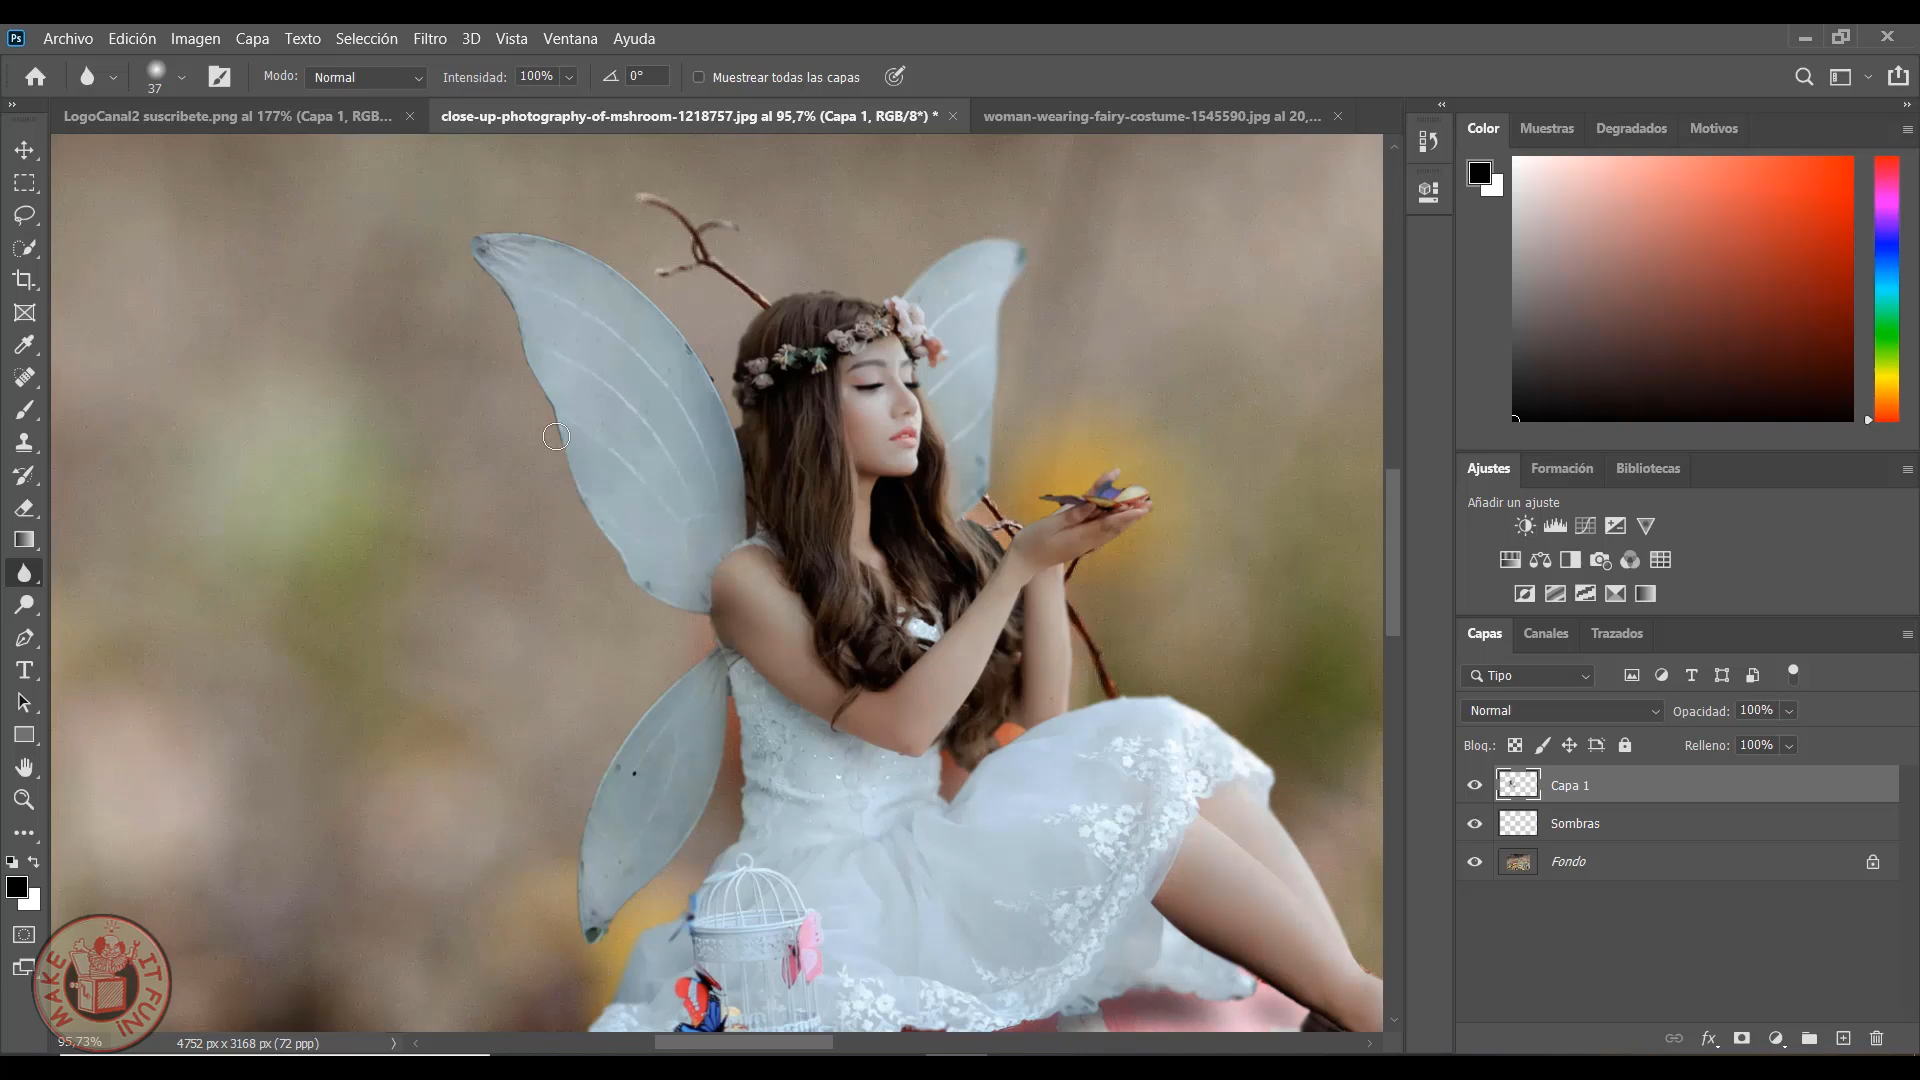 Ps Archivo Edición Imagen Capa Texto Selección Filtro 3D Vista Ventana Ayuda
37 Modo: Normal Intensidad: 100% 0° Muestrear todas las capas
LogoCanal2 suscribete.png al 177% (Capa 1, RGB... close-up-photography-of-mshroom-1218757.jpg al 95,7% (Capa 1, RGB/8*) * woman-wearing-fairy-costume-1545590.jpg al 20,...
Color Muestras Degradados Motivos
Ajustes Formación Bibliotecas
Añadir un ajuste
Capas Canales Trazados
Tipo
Normal Opacidad: 100%
Bloq.: Relleno: 100%
Capa 1
Sombras
Fondo
MAKE IT FUN!
95,73% 4752 px x 3168 px (72 ppp)
fx